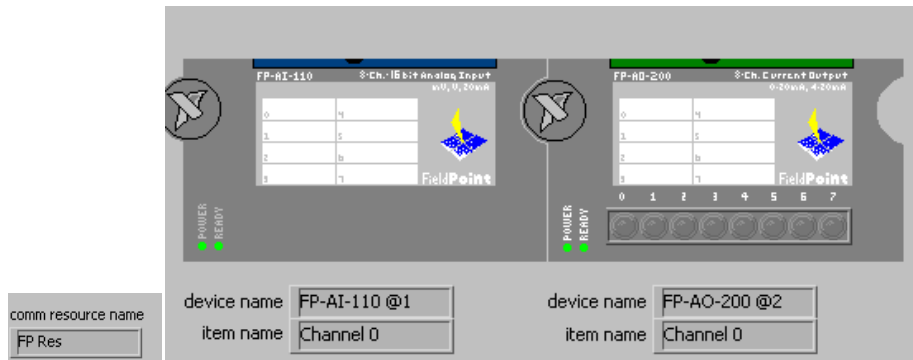 FP-AI-110 8-Ch. 16 bit Analog Input
mV, V, 20mA
0 4
1 5
2 6
3 7
FieldPoint
POWER
READY
FP-AO-200 8-Ch. Current Output
0-20mA, 4-20mA
0 4
1 5
2 6
3 7
FieldPoint
0 1 2 3 4 5 6 7
POWER
READY
comm resource name
FP Res
device name FP-AI-110 @1
item name Channel 0
device name FP-AO-200 @2
item name Channel 0